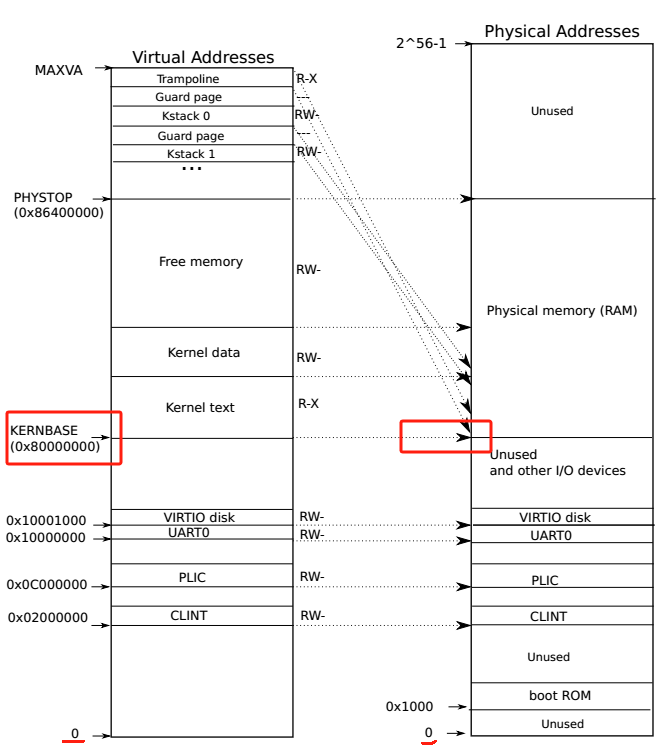 Physical Addresses
2^56-1
Virtual Addresses
MAXVA
Trampoline
R-X
Guard page
---
Unused
Kstack 0
RW-
Guard page
---
Kstack 1
RW-
...
PHYSTOP
(0x86400000)
Free memory
RW-
Physical memory (RAM)
Kernel data
RW-
Kernel text
R-X
KERNBASE
(0x80000000)
Unused
and other I/O devices
0x10001000
VIRTIO disk
RW-
VIRTIO disk
0x10000000
UART0
RW-
UART0
0x0C000000
PLIC
RW-
PLIC
0x02000000
CLINT
RW-
CLINT
Unused
boot ROM
0x1000
Unused
0
0